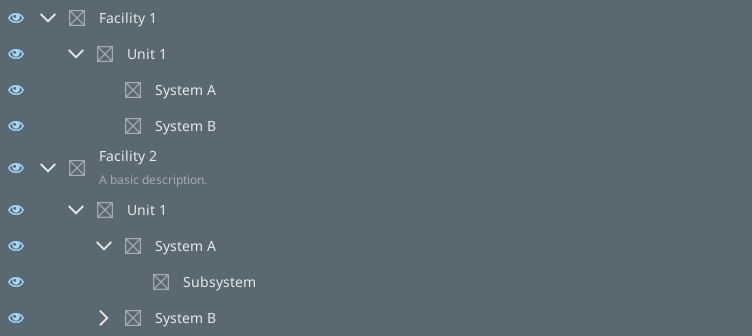 Facility 1
Unit 1
System A
System B
Facility 2
A basic description.
Unit 1
System A
Subsystem
System B